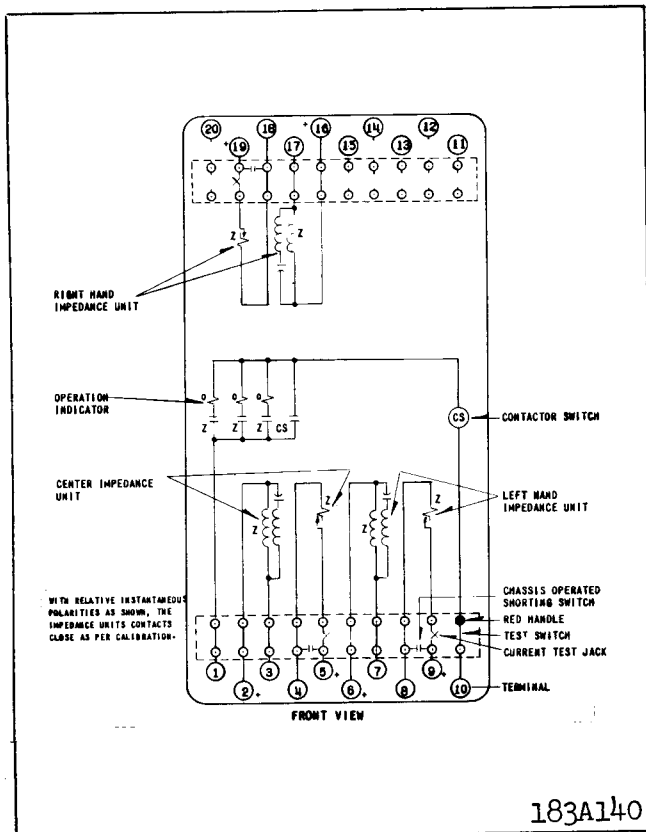 20 18 +16 14 12
+19 17 15 13 11
Z
Z
RIGHT HAND
IMPEDANCE UNIT
OPERATION
INDICATOR
O O O
Z Z Z CS
CS
CONTACTOR SWITCH
CENTER IMPEDANCE
UNIT
Z Z
Z Z
LEFT HAND
IMPEDANCE UNIT
WITH RELATIVE INSTANTANEOUS
POLARITIES AS SHOWN, THE
IMPEDANCE UNITS CONTACTS
CLOSE AS PER CALIBRATION.
CHASSIS OPERATED
SHORTING SWITCH
RED HANDLE
TEST SWITCH
CURRENT TEST JACK
1 3 5+ 7 9+
2+ 4 6+ 8 10
TERMINAL
FRONT VIEW
183A140